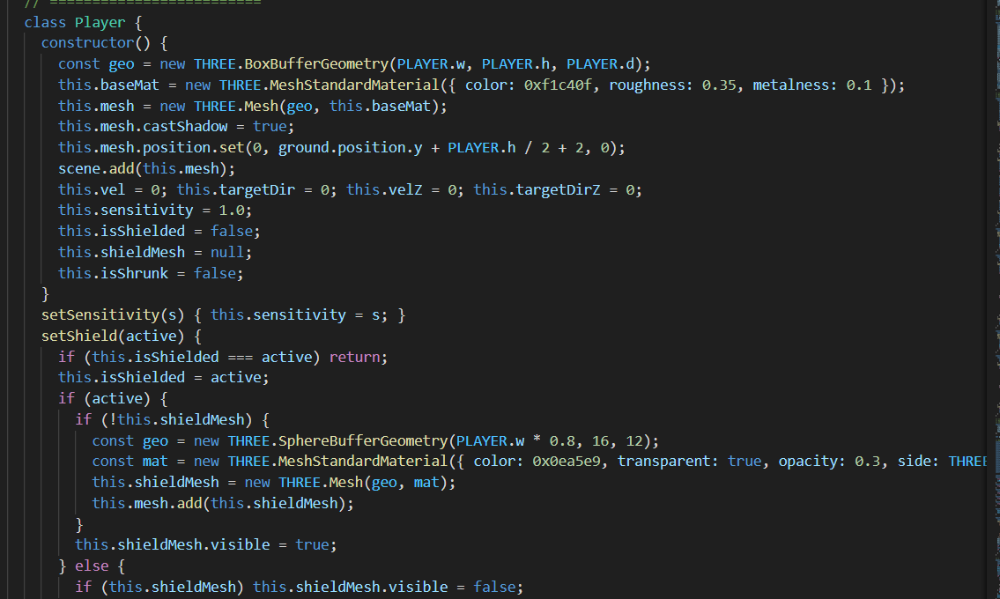 // =========================
class Player {
constructor() {
const geo = new THREE.BoxBufferGeometry(PLAYER.w, PLAYER.h, PLAYER.d);
this.baseMat = new THREE.MeshStandardMaterial({ color: 0xf1c40f, roughness: 0.35, metalness: 0.1 });
this.mesh = new THREE.Mesh(geo, this.baseMat);
this.mesh.castShadow = true;
this.mesh.position.set(0, ground.position.y + PLAYER.h / 2 + 2, 0);
scene.add(this.mesh);
this.vel = 0; this.targetDir = 0; this.velZ = 0; this.targetDirZ = 0;
this.sensitivity = 1.0;
this.isShielded = false;
this.shieldMesh = null;
this.isShrunk = false;
}
setSensitivity(s) { this.sensitivity = s; }
setShield(active) {
if (this.isShielded === active) return;
this.isShielded = active;
if (active) {
if (!this.shieldMesh) {
const geo = new THREE.SphereBufferGeometry(PLAYER.w * 0.8, 16, 12);
const mat = new THREE.MeshStandardMaterial({ color: 0x0ea5e9, transparent: true, opacity: 0.3, side: THREE
this.shieldMesh = new THREE.Mesh(geo, mat);
this.mesh.add(this.shieldMesh);
}
this.shieldMesh.visible = true;
} else {
if (this.shieldMesh) this.shieldMesh.visible = false;